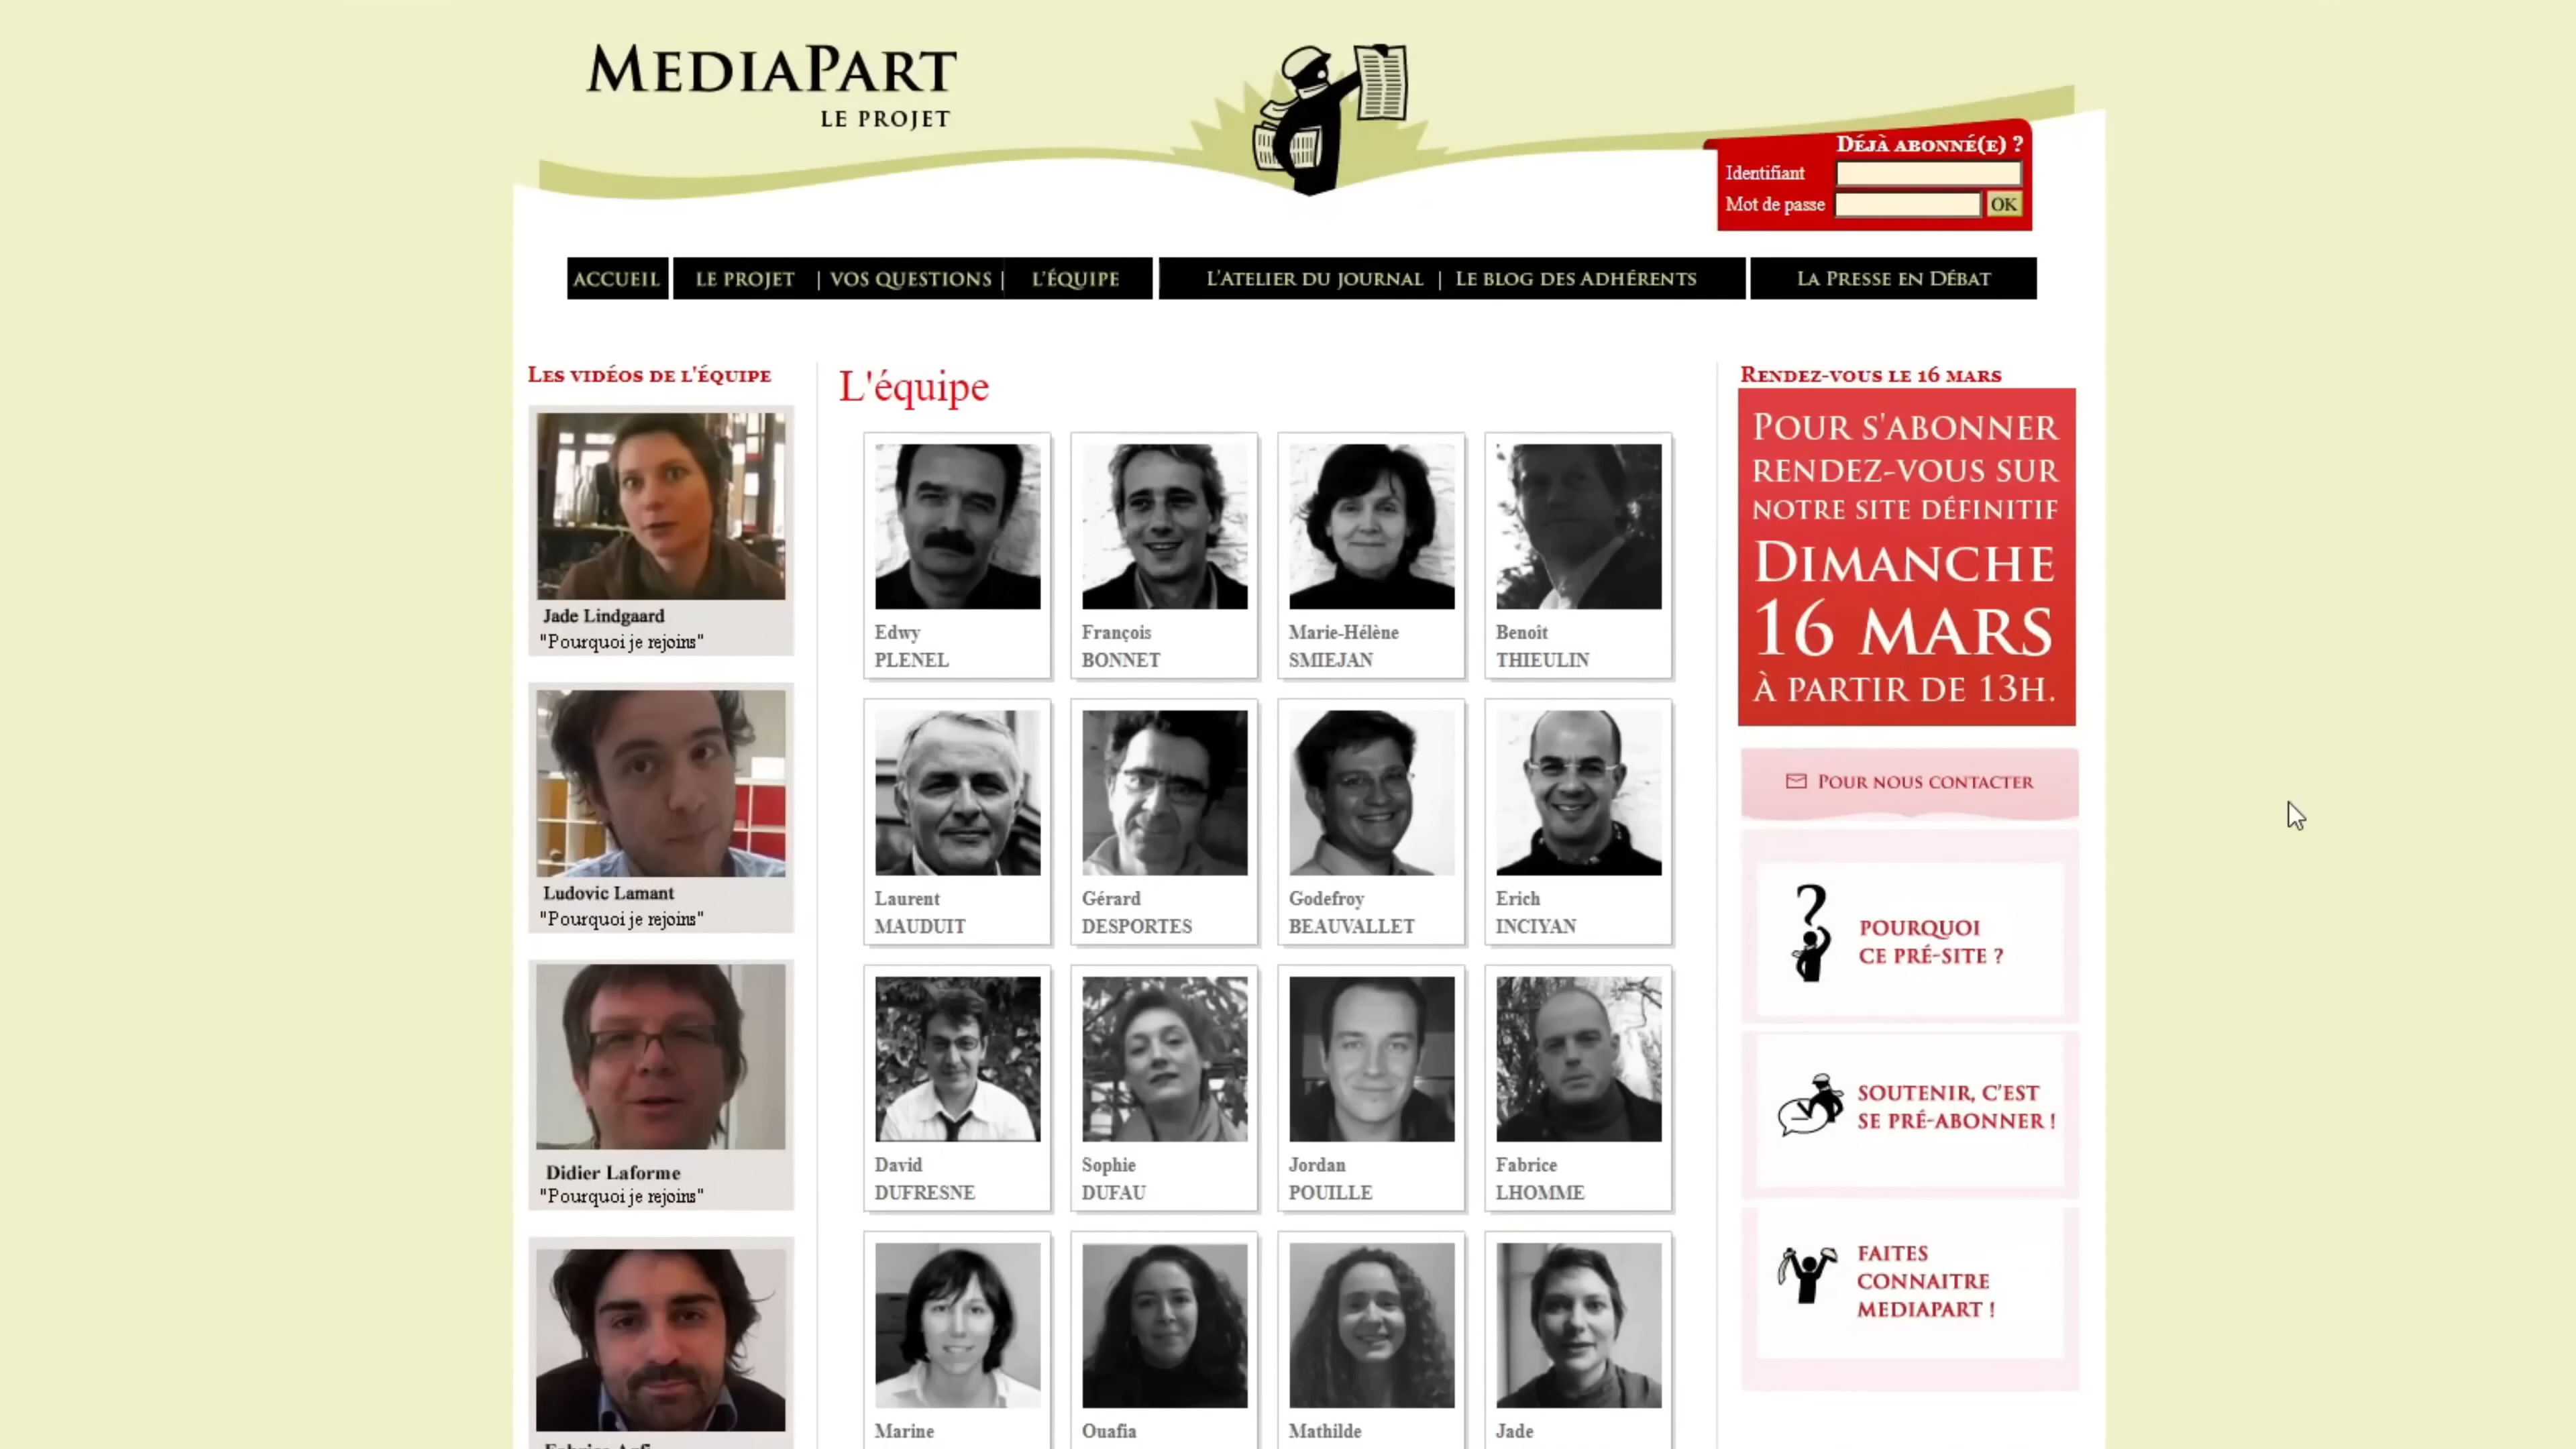 MEDIAPART
LE PROJET
DÉJÀ ABONNÉ(E) ?
Identifiant
Mot de passe
OK
ACCUEIL
LE PROJET | VOS QUESTIONS | L'ÉQUIPE
L'ATELIER DU JOURNAL | LE BLOG DES ADHÉRENTS
LA PRESSE EN DÉBAT
LES VIDÉOS DE L'ÉQUIPE
Jade Lindgaard
"Pourquoi je rejoins"
Ludovic Lamant
"Pourquoi je rejoins"
Didier Laforme
"Pourquoi je rejoins"
L'équipe
Edwy
PLENEL
François
BONNET
Marie-Hélène
SMIEJAN
Benoît
THIEULIN
Laurent
MAUDUIT
Gérard
DESPORTES
Godefroy
BEAUVALLET
Erich
INCIYAN
David
DUFRESNE
Sophie
DUFAU
Jordan
POUILLE
Fabrice
LHOMME
Marine
Ouafia
Mathilde
Jade
RENDEZ-VOUS LE 16 MARS
POUR S'ABONNER
RENDEZ-VOUS SUR
NOTRE SITE DÉFINITIF
DIMANCHE
16 MARS
À PARTIR DE 13H.
POUR NOUS CONTACTER
POURQUOI
CE PRÉ-SITE ?
SOUTENIR, C'EST
SE PRÉ-ABONNER !
FAITES
CONNAITRE
MEDIAPART !